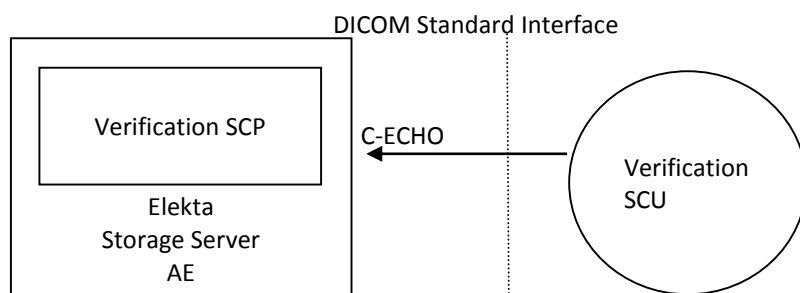 DICOM Standard Interface
Verification SCP
C-ECHO
Verification
SCU
Elekta
Storage Server
AE